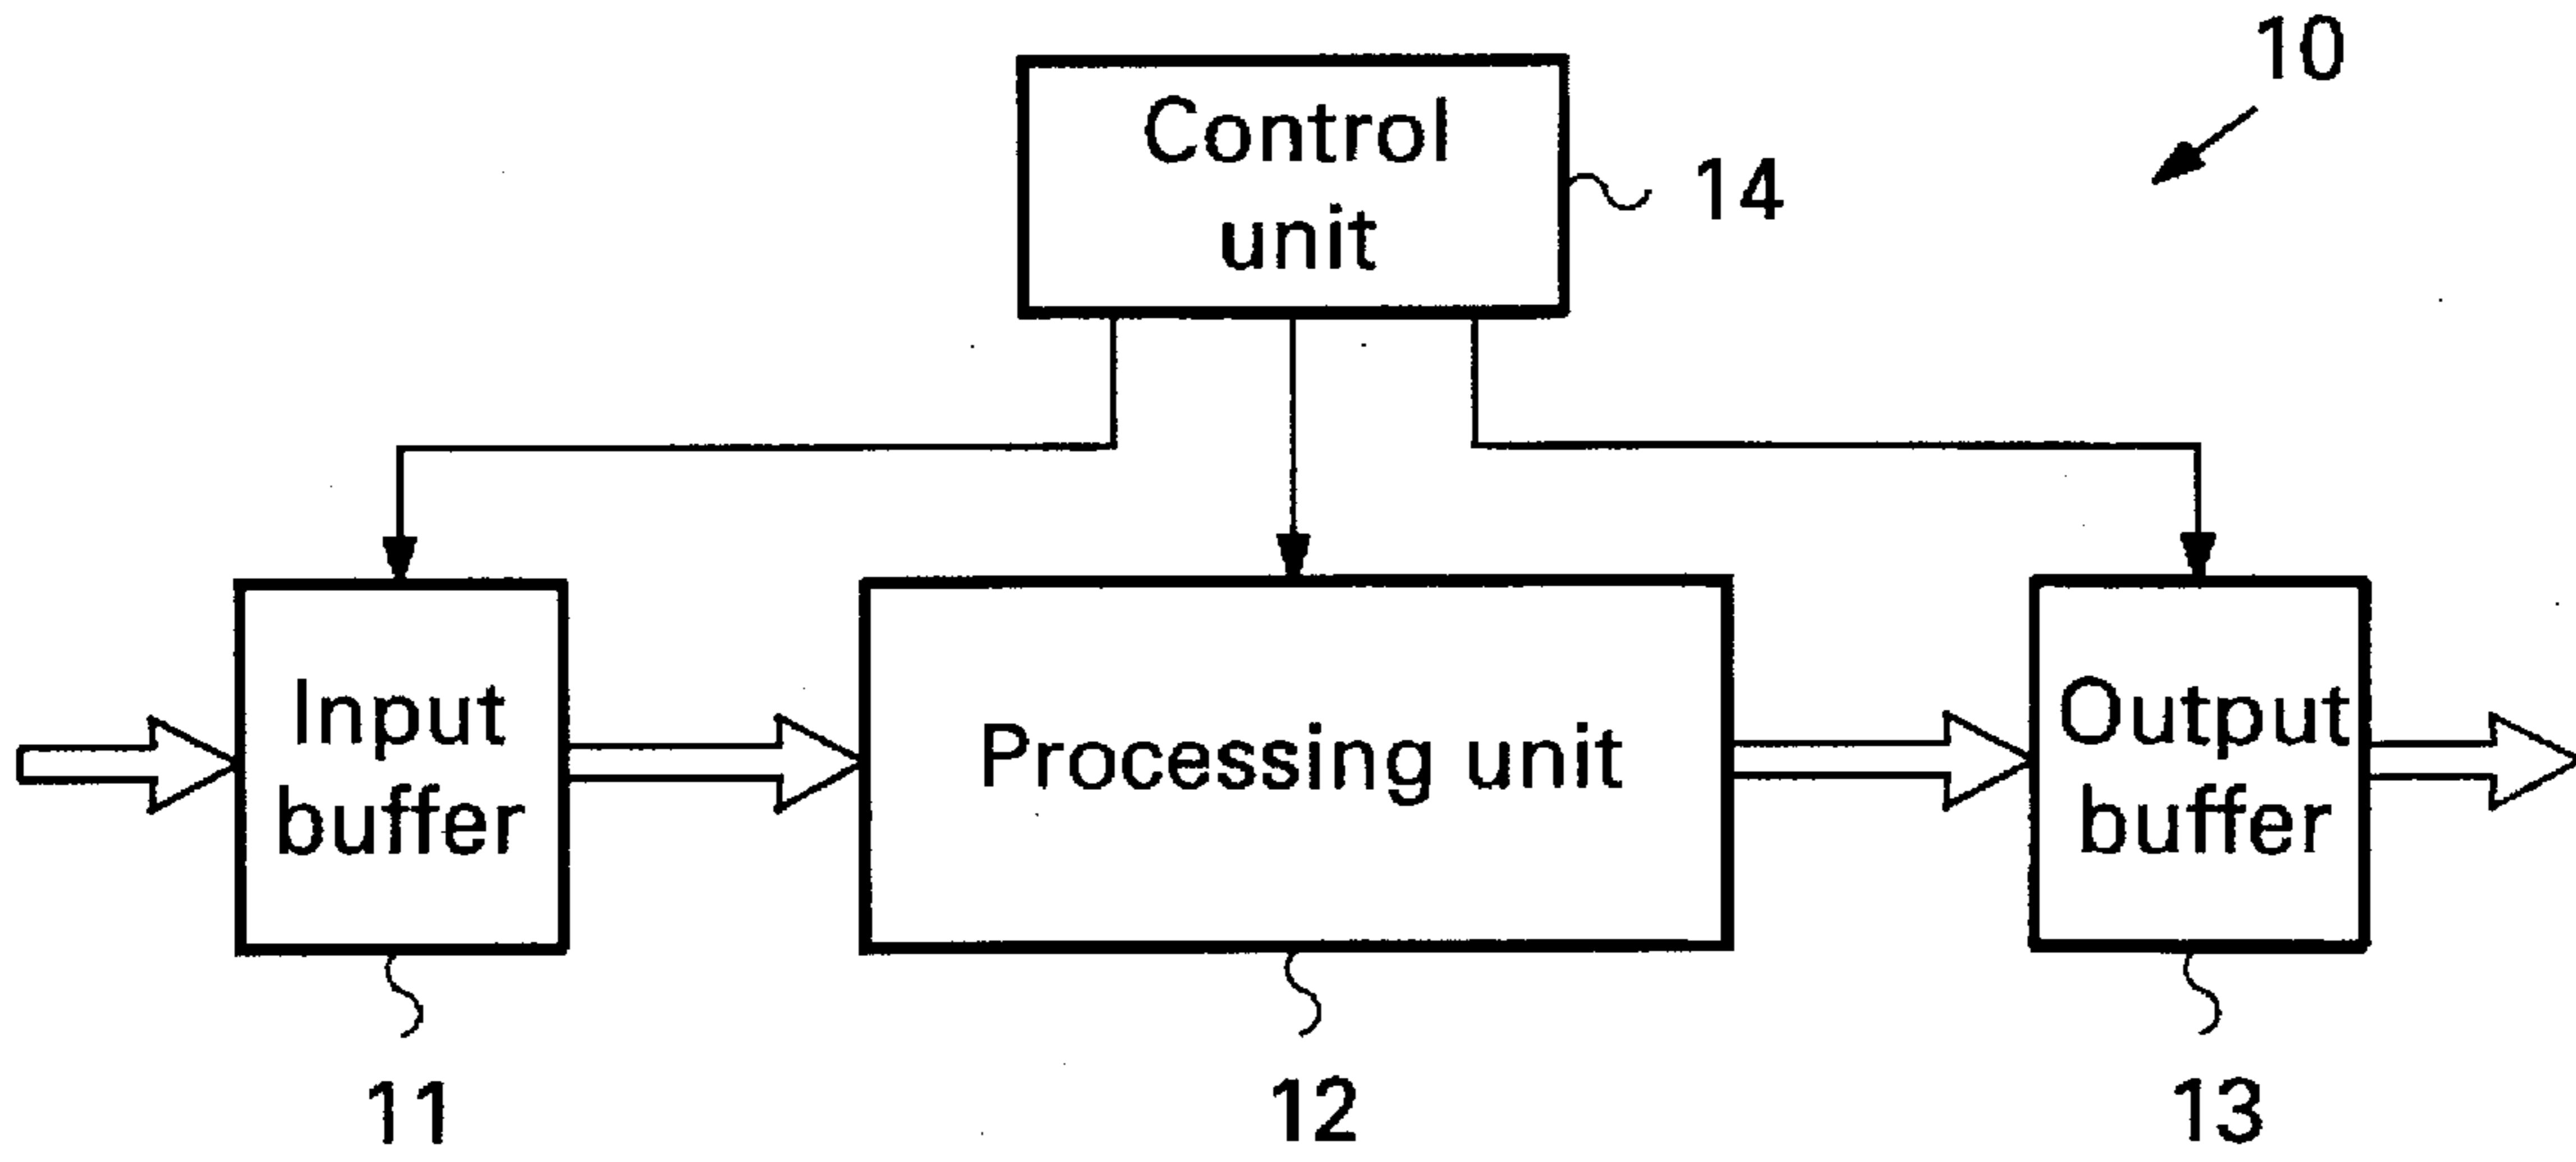 10
Control
unit
14
Input
buffer
Processing unit
Output
buffer
11
12
13